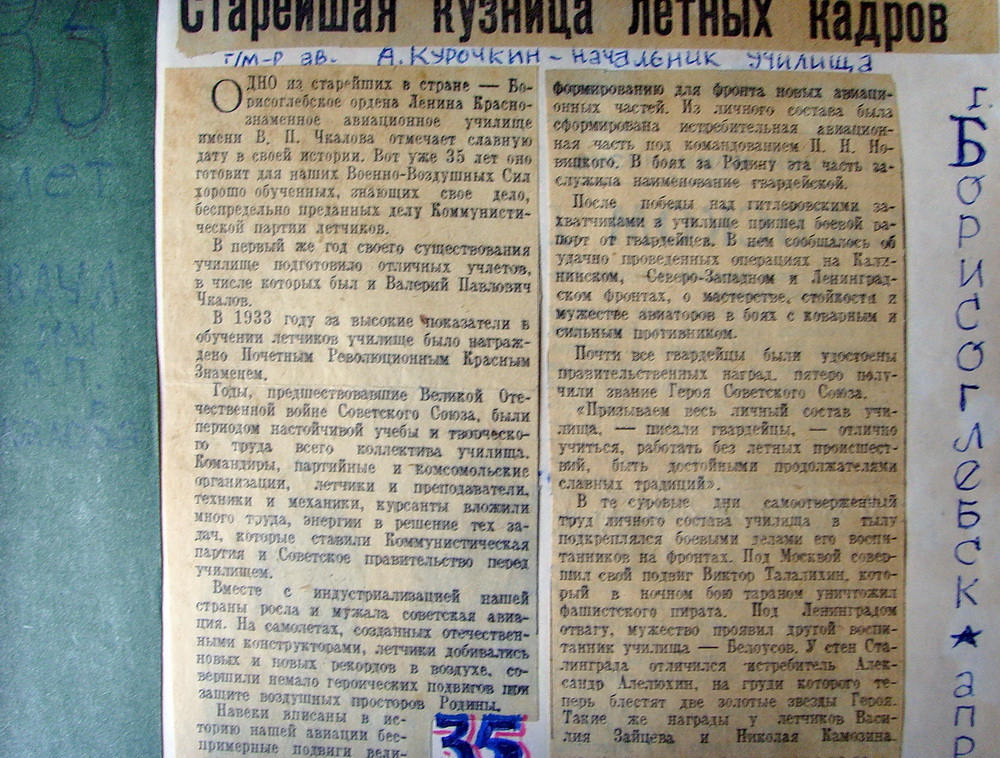 Старейшая кузница летных кадров
г/м-р ав. А. Курочкин – начальник училища
ОДНО из старейших в стране — Бо-
рисоглебское ордена Ленина Красно-
знаменное авиационное училище
имени В. П. Чкалова отмечает славную
дату в своей истории. Вот уже 35 лет оно
готовит для наших Военно-Воздушных Сил
хорошо обученных, знающих свое дело,
беспредельно преданных делу Коммунисти-
ческой партии летчиков.
В первый же год своего существования
училище подготовило отличных учлетов,
в числе которых был и Валерий Павлович
Чкалов.
В 1933 году за высокие показатели в
обучении летчиков училище было награж-
дено Почетным Революционным Красным
Знаменем.
Годы, предшествовавшие Великой Оте-
чественной войне Советского Союза, были
периодом настойчивой учебы и творческо-
го труда всего коллектива училища.
Командиры, партийные и комсомольские
организации, летчики и преподаватели,
техники и механики, курсанты вложили
много труда, энергии в решение тех за-
дач, которые ставили Коммунистическая
партия и Советское правительство перед
училищем.
Вместе с индустриализацией нашей
страны росла и мужала советская авиа-
ция. На самолетах, созданных отечествен-
ными конструкторами, летчики добивались
новых и новых рекордов в воздухе, со-
вершили немало героических подвигов при
защите воздушных просторов Родины.
Навеки вписаны в ис-
торию нашей авиации бес-
примерные подвиги вели-
35
формированию для фронта новых авиаци-
онных частей. Из личного состава была
сформирована истребительная авиацион-
ная часть под командованием П. Н. Но-
вицкого. В боях за Родину эта часть за-
служила наименование гвардейской.
После победы над гитлеровскими за-
хватчиками в училище пришел боевой ра-
порт от гвардейцев. В нем сообщалось об
удачно проведенных операциях на Кали-
нинском, Северо-Западном и Ленинград-
ском фронтах, о мастерстве, стойкости и
мужестве авиаторов в боях с коварным и
сильным противником.
Почти все гвардейцы были удостоены
правительственных наград, пятеро полу-
чили звание Героя Советского Союза.
«Призываем весь личный состав учи-
лища, — писали гвардейцы, — отлично
учиться, работать без летных происшест-
вий, быть достойными продолжателями
славных традиций».
В те суровые дни самоотверженный
труд личного состава училища в тылу
подкреплялся боевыми делами его воспи-
танников на фронтах. Под Москвой совер-
шил свой подвиг Виктор Талалихин, кото-
рый в ночном бою тараном уничтожил
фашистского пирата. Под Ленинградом
отвагу, мужество проявил другой воспи-
танник училища — Белоусов. У стен Ста-
линграда отличился истребитель Алек-
сандр Алелюхин, на груди которого те-
перь блестят две золотые звезды Героя.
Такие же награды у летчиков Васи-
лия Зайцева и Николая Камозина.
г. Борисоглебск ★ апр